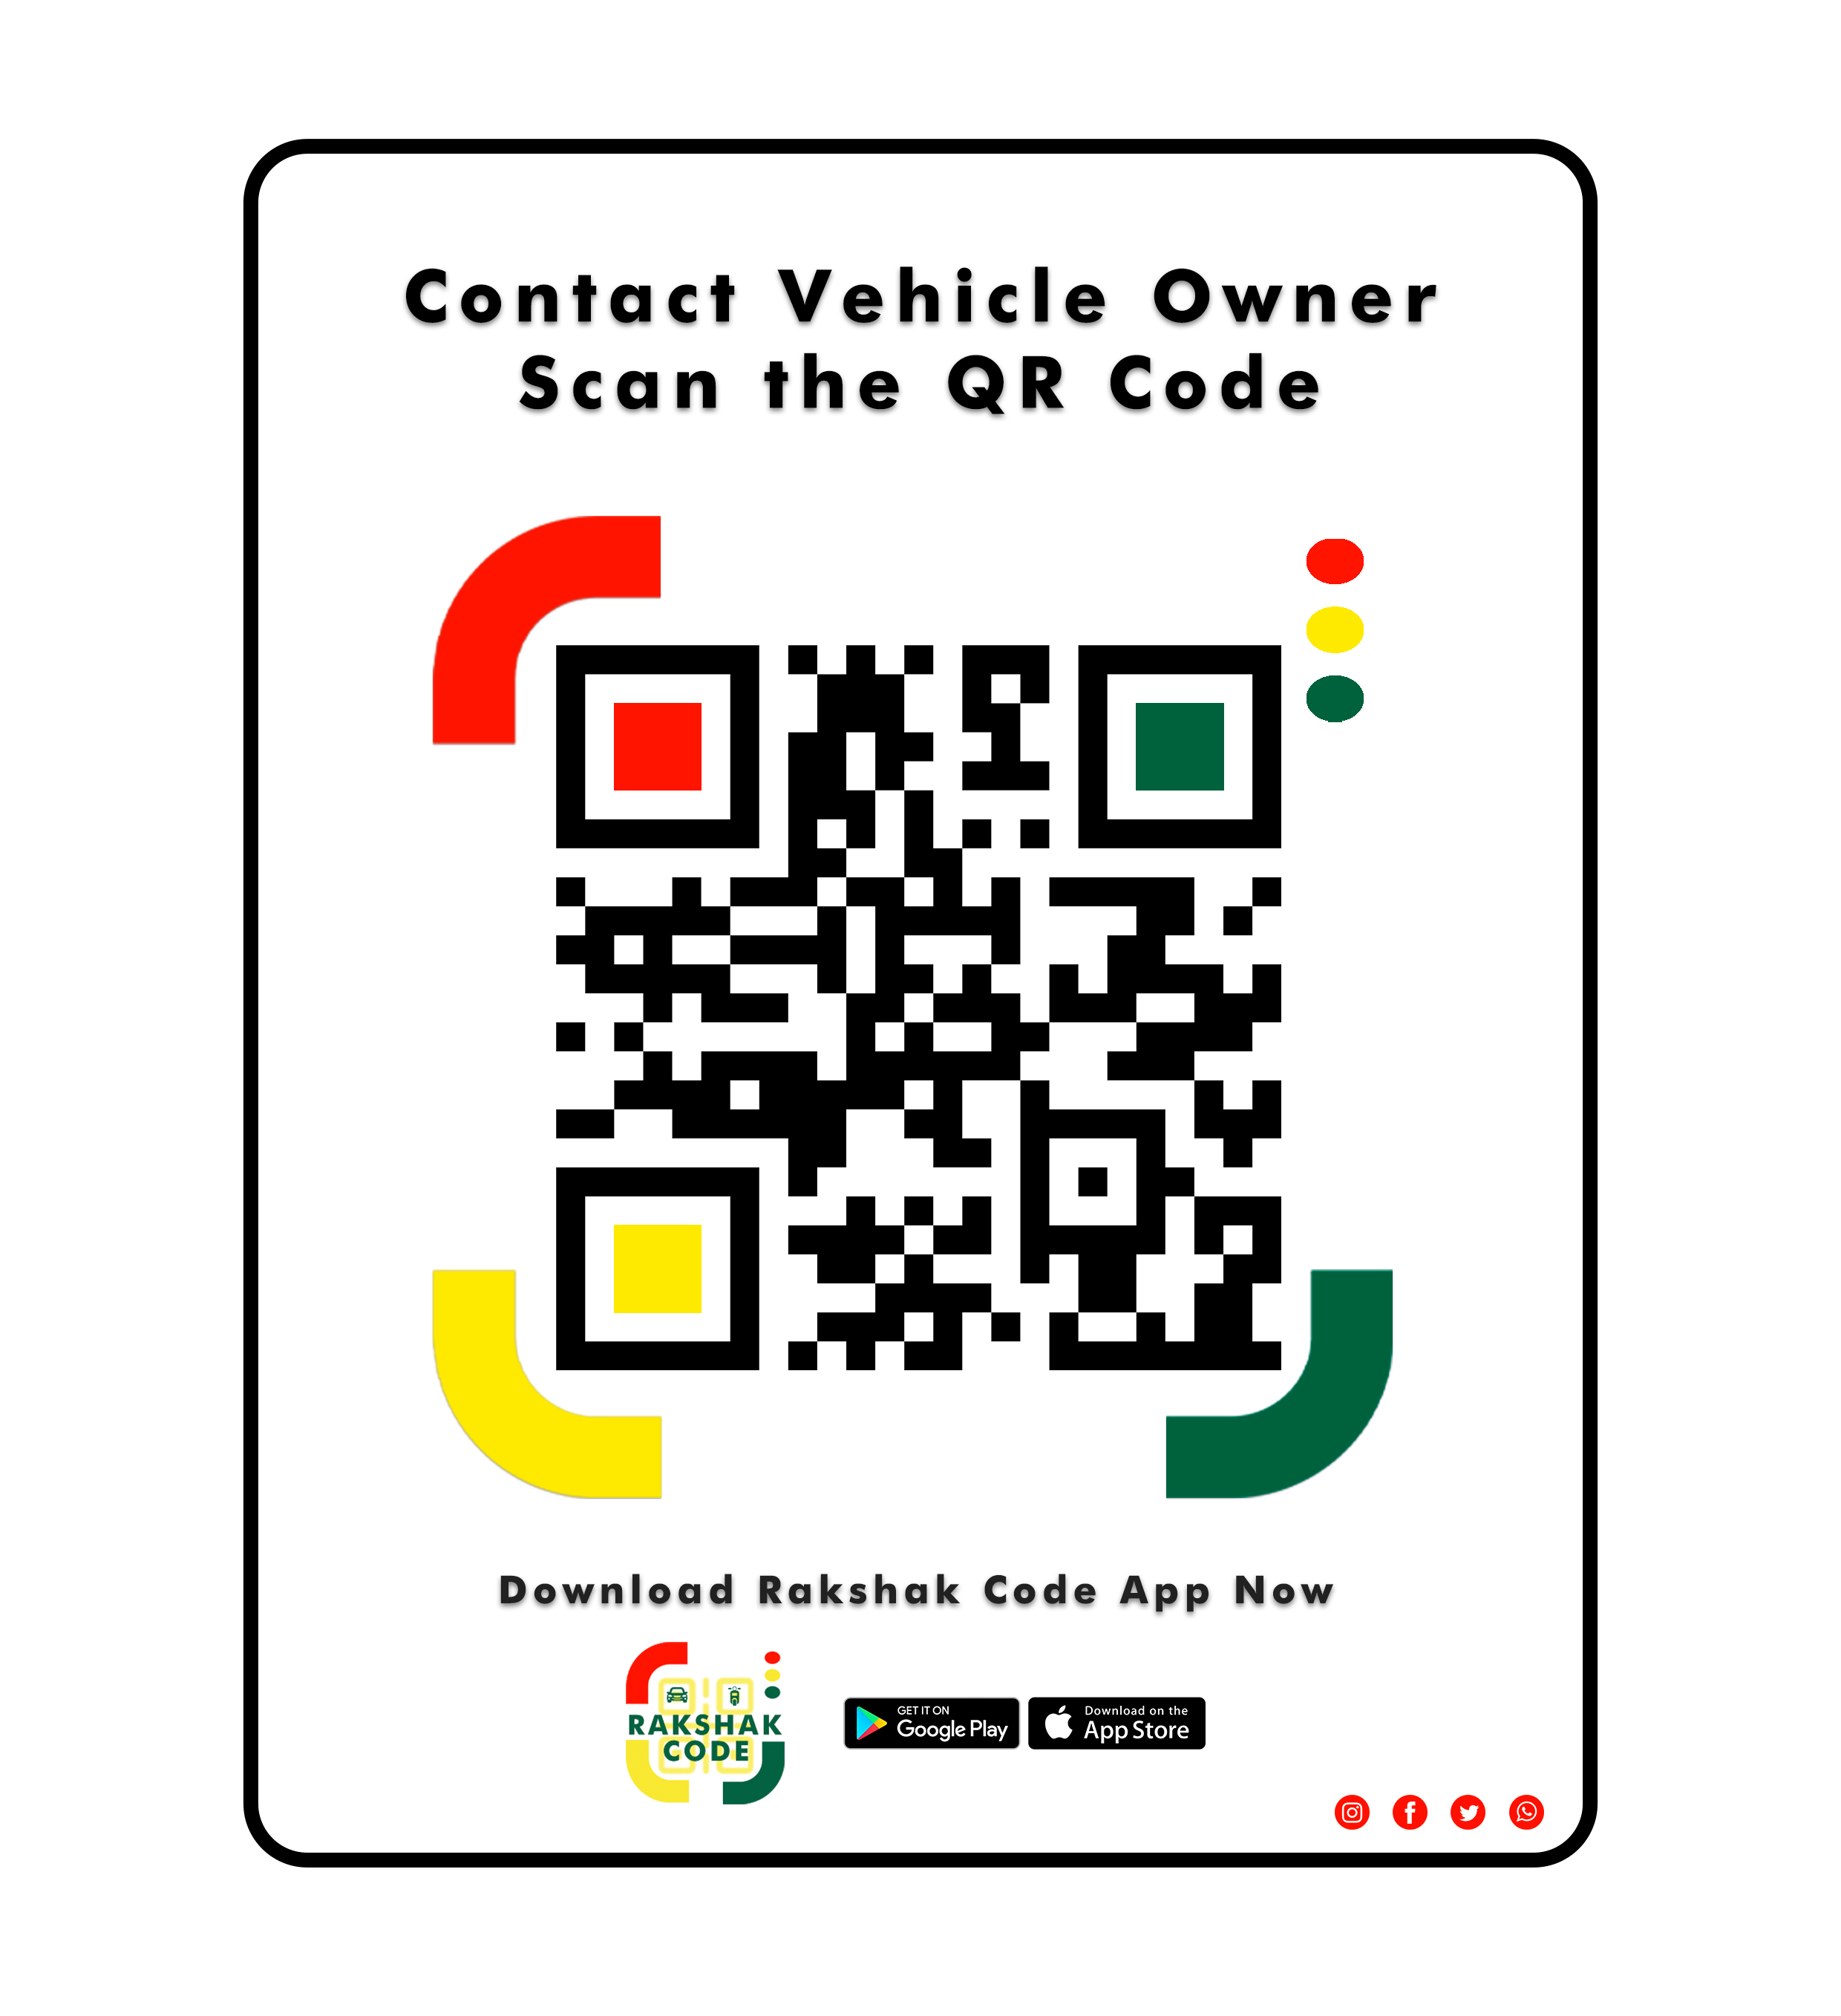 Contact Vehicle Owner
Scan the QR Code
Download Rakshak Code App Now
RAKSHAK
CODE
GET IT ON
Google Play
Download on the
App Store